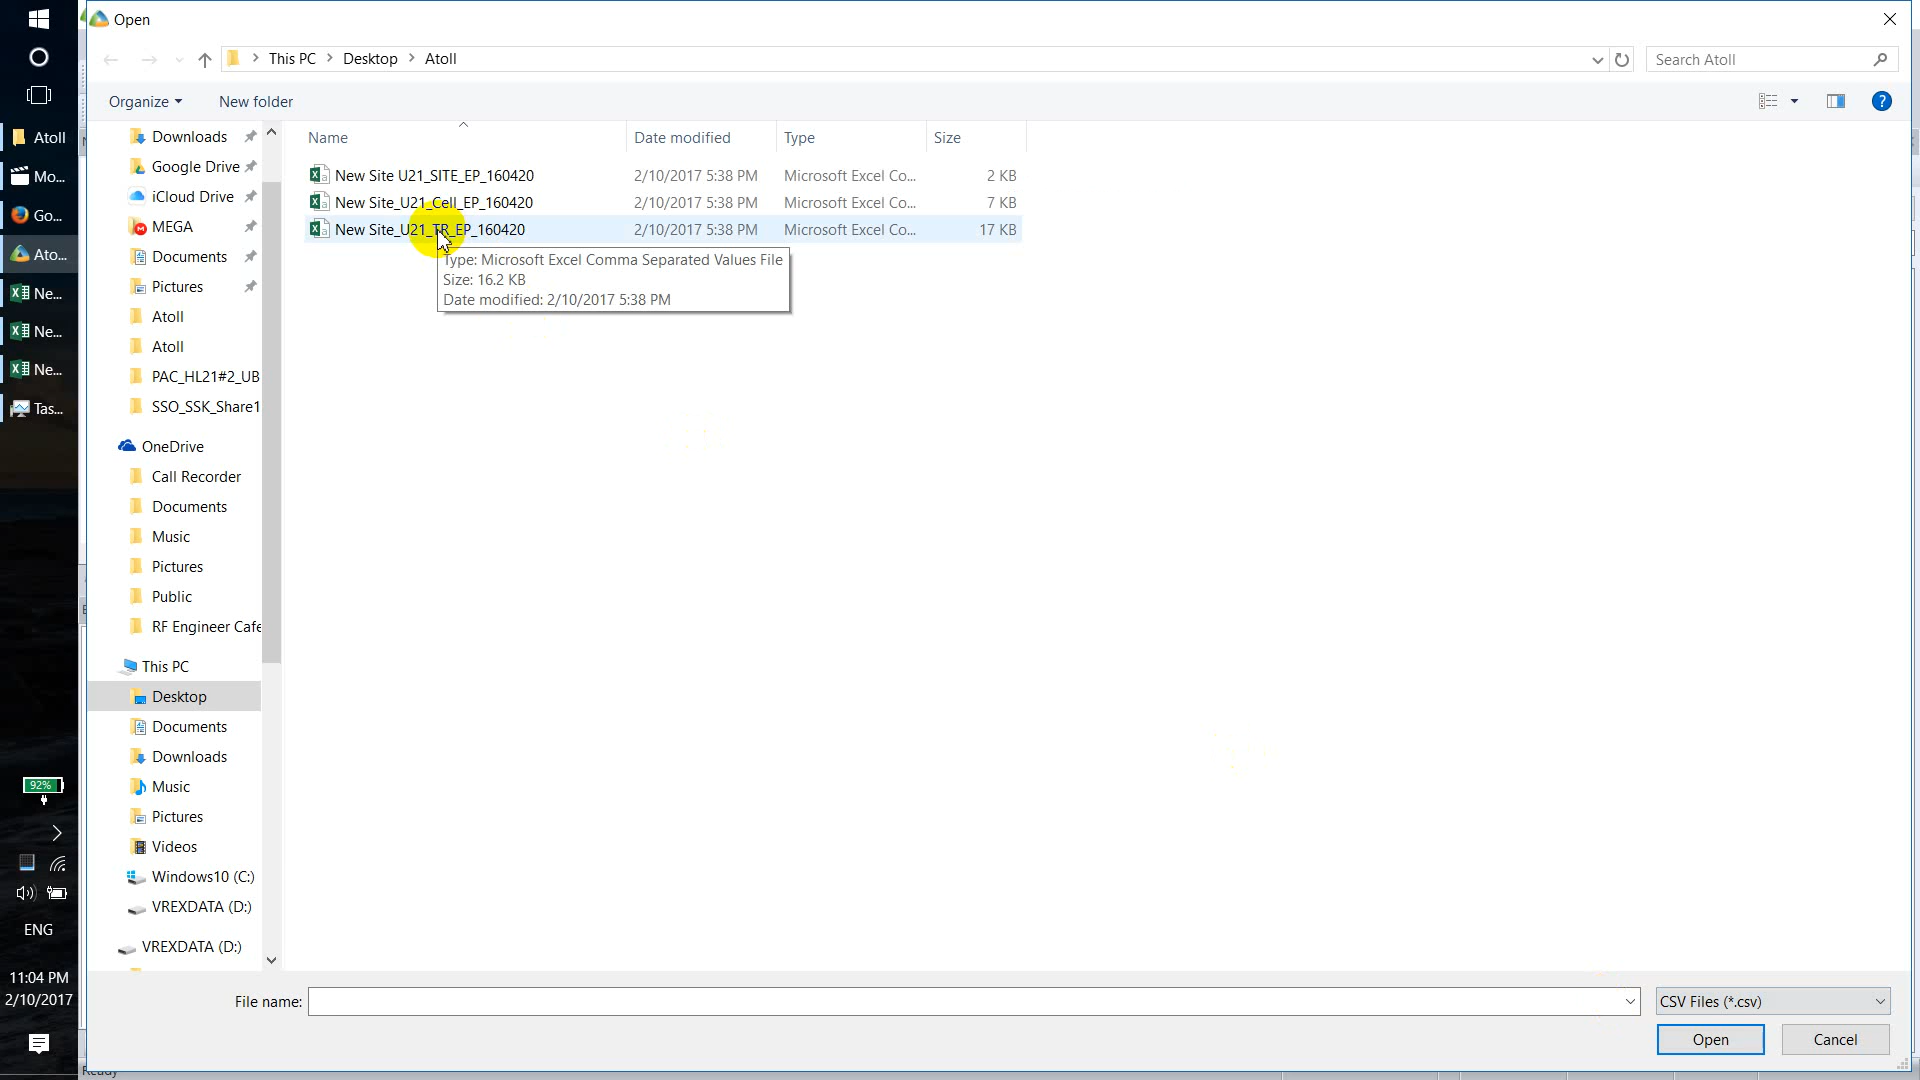 Open
This PC > Desktop > Atoll
Search Atoll
Organize
New folder
Name
Date modified
Type
Size
New Site U21_SITE_EP_160420 2/10/2017 5:38 PM Microsoft Excel Co... 2 KB
New Site_U21_Cell_EP_160420 2/10/2017 5:38 PM Microsoft Excel Co... 7 KB
New Site_U21_TR_EP_160420 2/10/2017 5:38 PM Microsoft Excel Co... 17 KB
Type: Microsoft Excel Comma Separated Values File
Size: 16.2 KB
Date modified: 2/10/2017 5:38 PM
Downloads
Google Drive
iCloud Drive
MEGA
Documents
Pictures
Atoll
Atoll
PAC_HL21#2_UB
SSO_SSK_Share1
OneDrive
Call Recorder
Documents
Music
Pictures
Public
RF Engineer Cafe
This PC
Desktop
Documents
Downloads
Music
Pictures
Videos
Windows10 (C:)
VREXDATA (D:)
VREXDATA (D:)
File name:
CSV Files (*.csv)
Open
Cancel
Ready
Atoll
Mo...
Go...
Ato...
Ne...
Ne...
Ne...
Tas...
92%
ENG
11:04 PM
2/10/2017